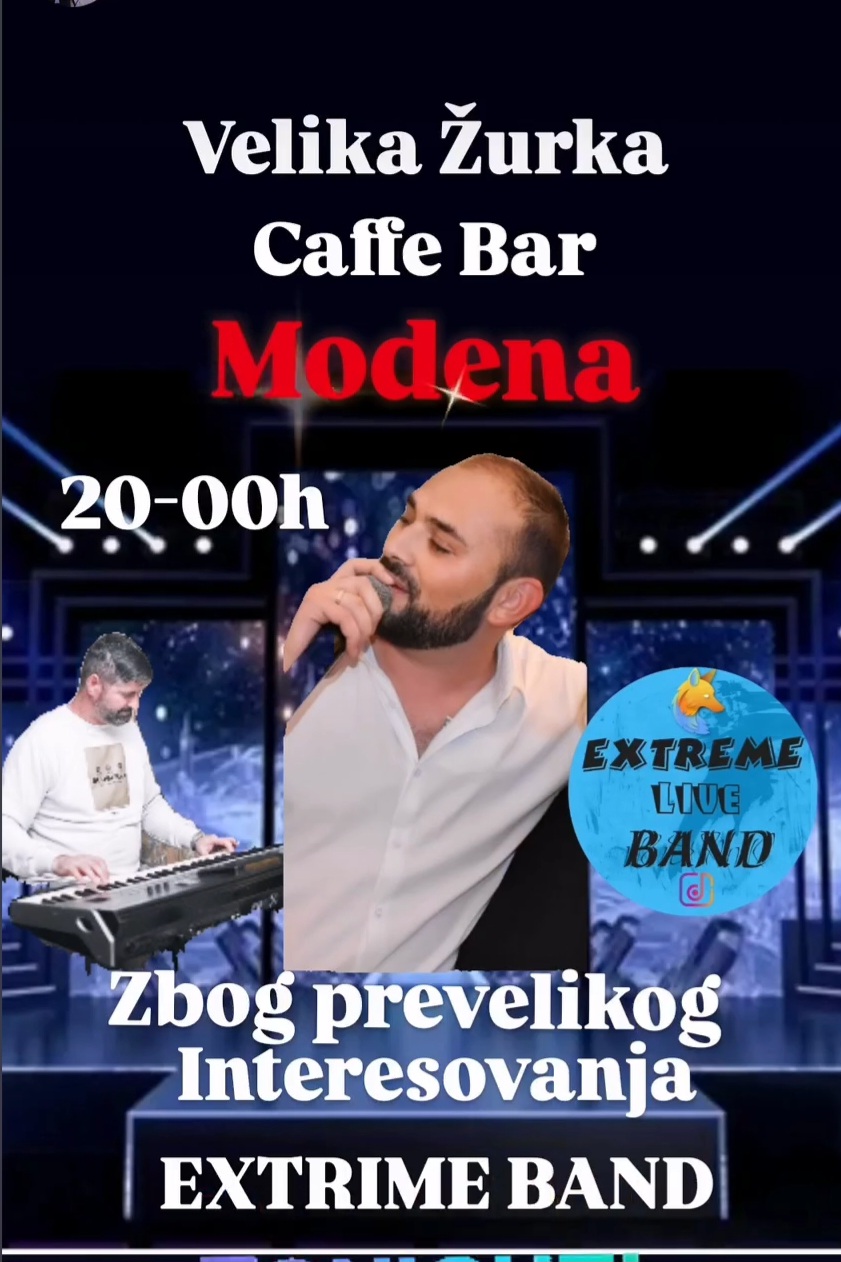 Velika Žurka
Caffe Bar
Modena
20-00h
EXTREME
LIVE
BAND
Zbog prevelikog
Interesovanja
EXTRIME BAND